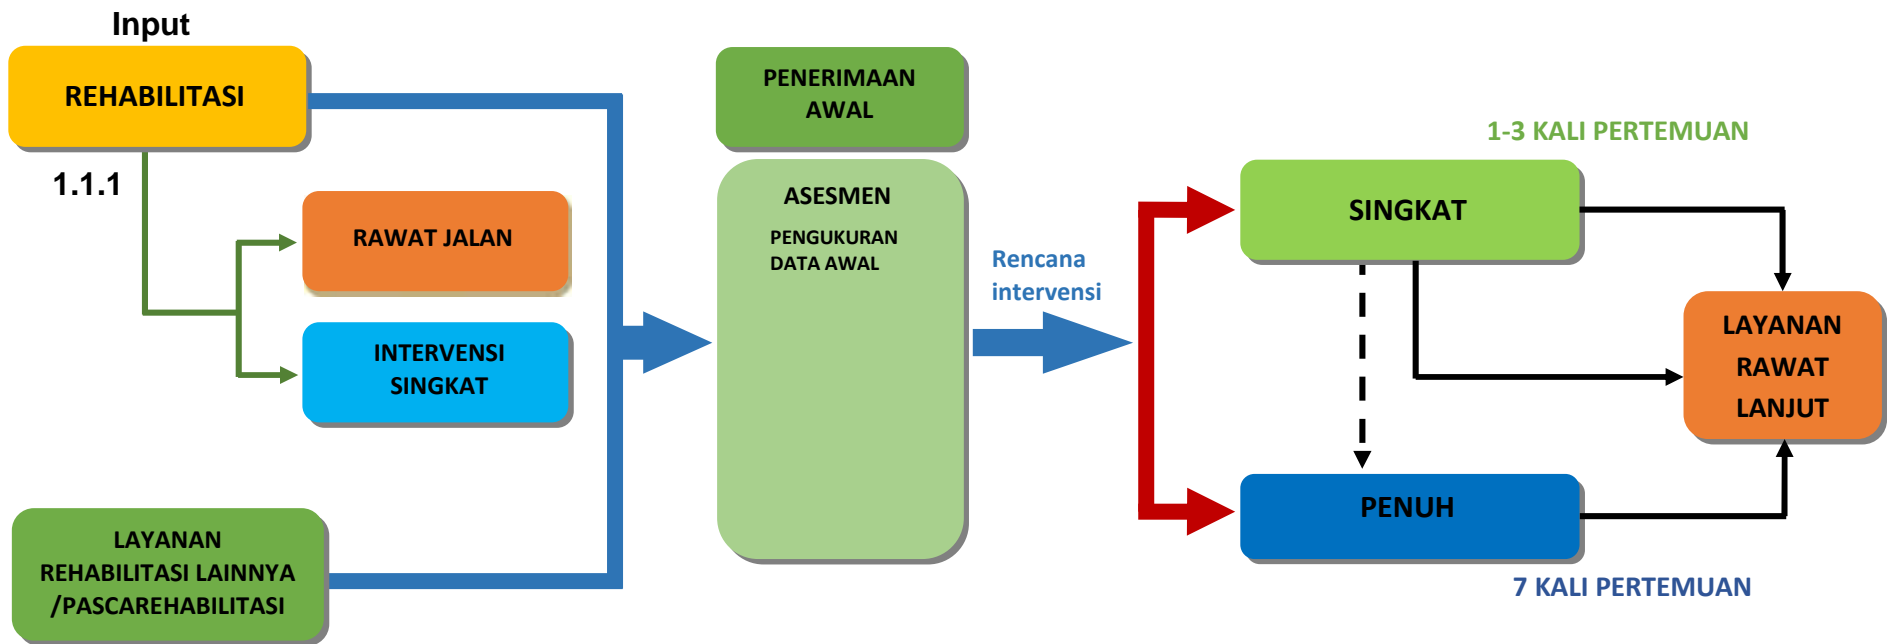 Input
REHABILITASI
1.1.1
RAWAT JALAN
INTERVENSI
SINGKAT
LAYANAN
REHABILITASI LAINNYA
/PASCAREHABILITASI
PENERIMAAN
AWAL
ASESMEN
PENGUKURAN
DATA AWAL
Rencana
intervensi
1-3 KALI PERTEMUAN
SINGKAT
PENUH
7 KALI PERTEMUAN
LAYANAN
RAWAT
LANJUT